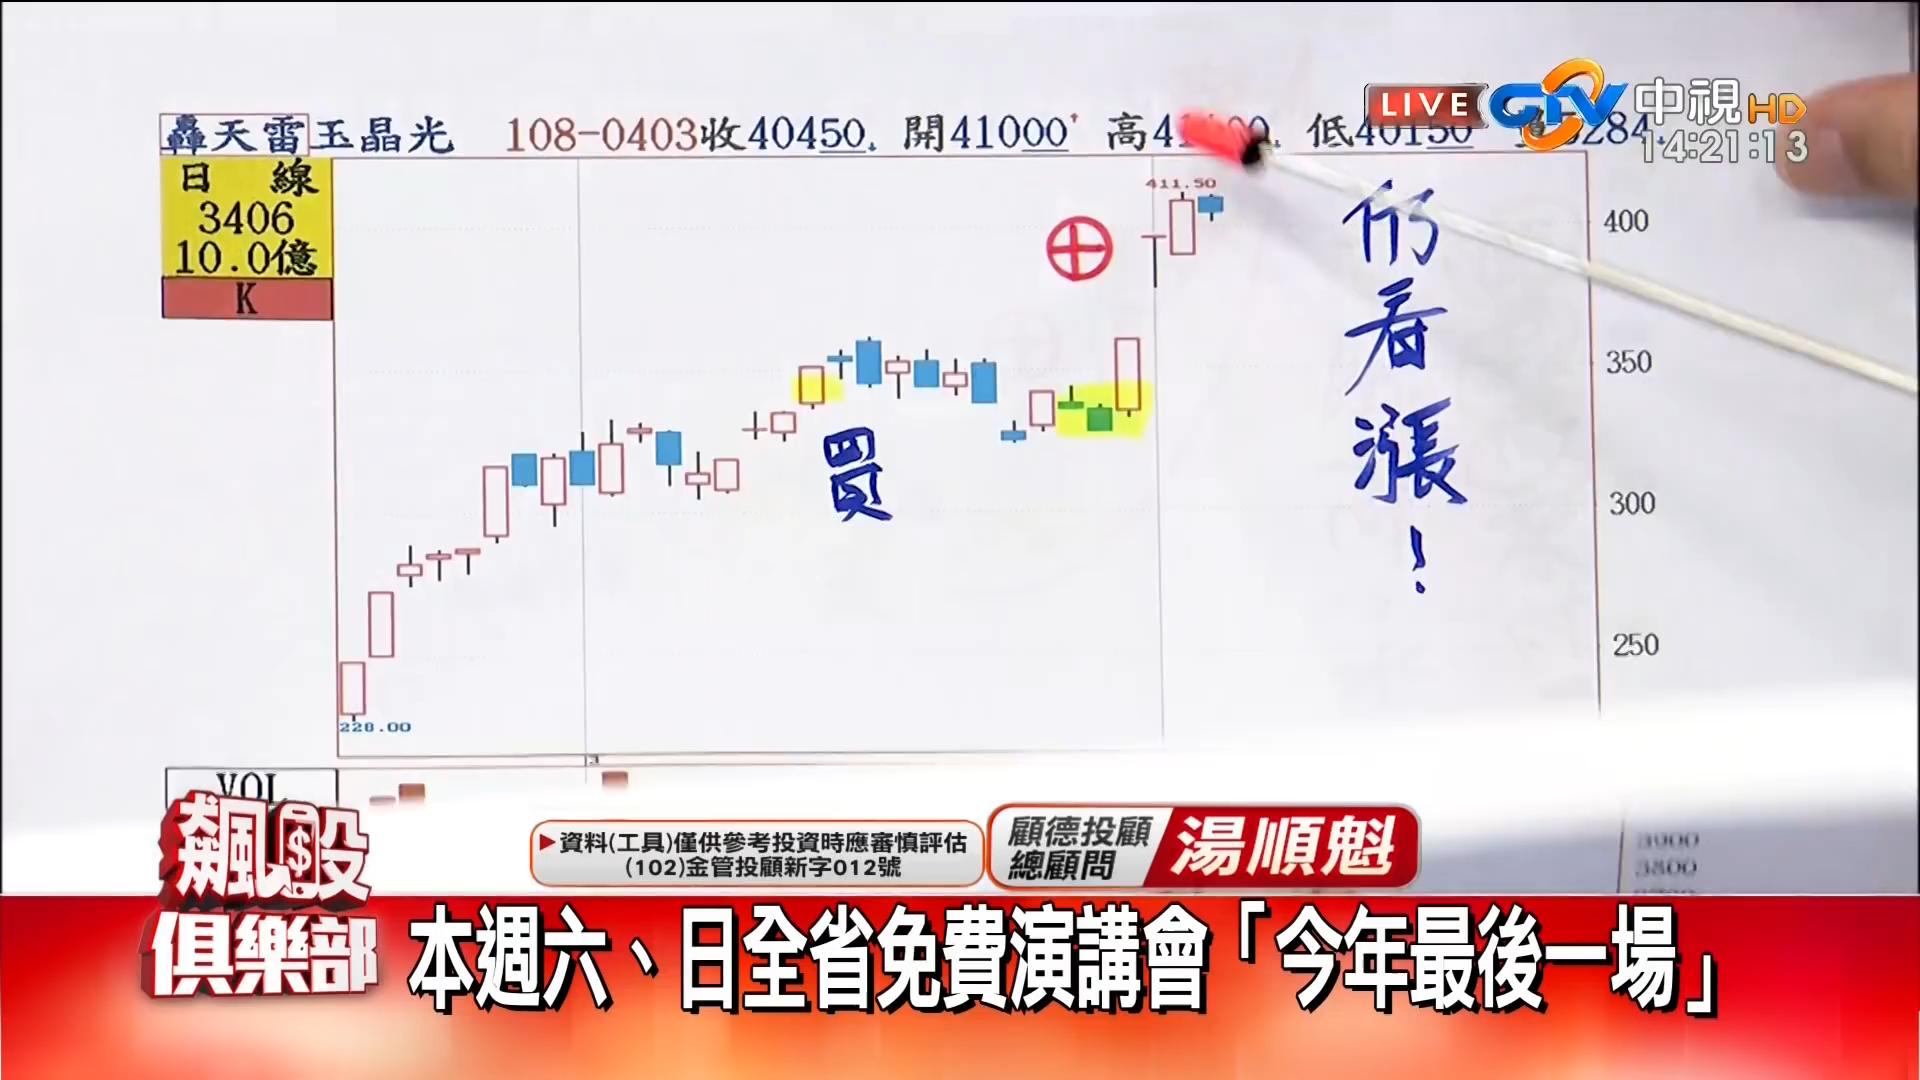 LIVE CTV 中視HD
14:21:13
轟天雷玉晶光 108-0403收40450 開41000 高 低40150
日 線
3406
10.0億
K
411.50
400
350
300
250
228.00
買
仍看漲!
3
VOL
3900
3800
飆股俱樂部
▶資料(工具)僅供參考投資時應審慎評估
(102)金管投顧新字012號
顧德投顧
總顧問
湯順魁
本週六、日全省免費演講會「今年最後一場」